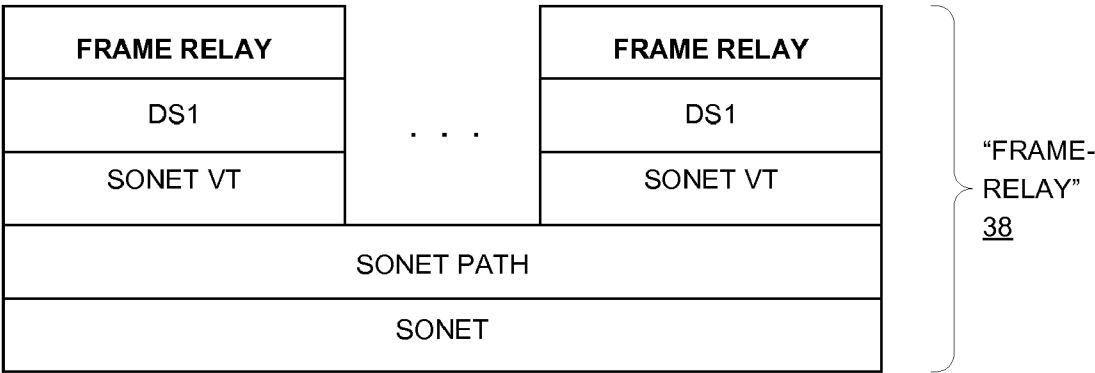 FRAME RELAY
FRAME RELAY
DS1
. . .
DS1
SONET VT
SONET VT
SONET PATH
SONET
“FRAME-
RELAY”
38